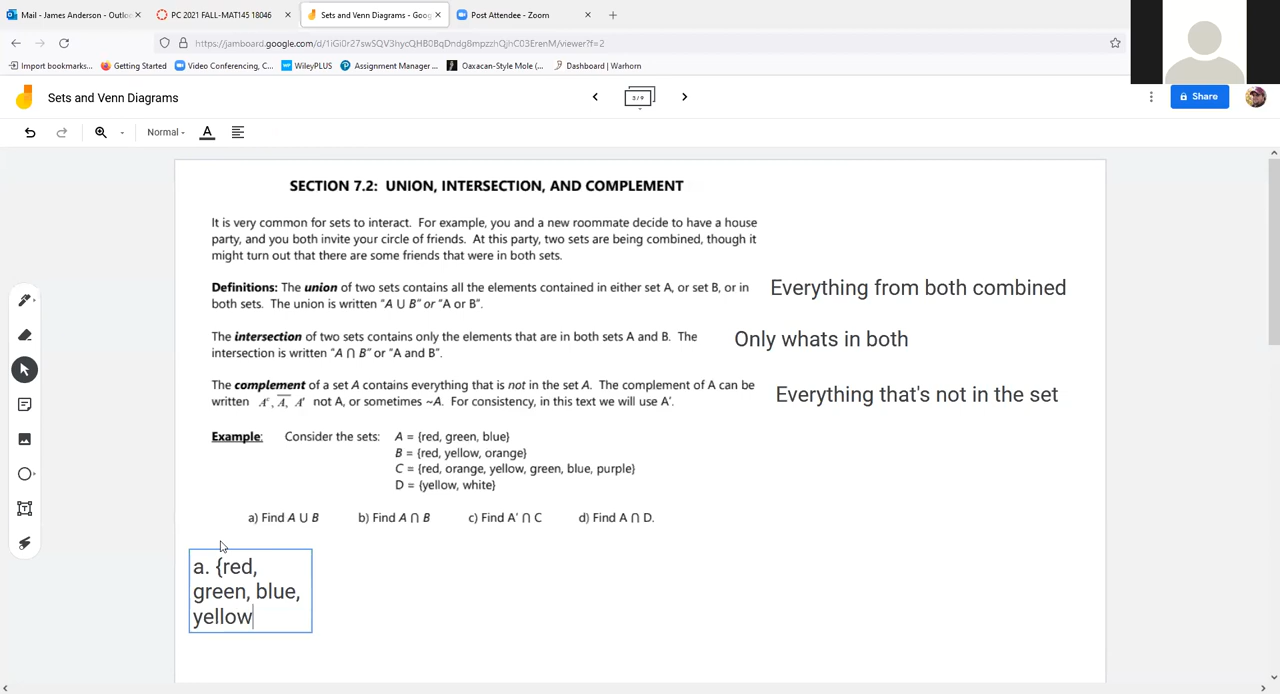 Mail - James Anderson - Outlo
PC 2021 FALL-MAT145 18046
Sets and Venn Diagrams - Goog
Post Attendee - Zoom
https://jamboard.google.com/d/1iGi0r27swSQV3hycQHB0BqDndg8mpzzhQjhC03ErenM/viewer?f=2
Import bookmarks...
Getting Started
Video Conferencing, C...
WileyPLUS
Assignment Manager ...
Oaxacan-Style Mole (...
Dashboard | Warhorn
Sets and Venn Diagrams
3 / 9
Share
Normal
SECTION 7.2: UNION, INTERSECTION, AND COMPLEMENT
It is very common for sets to interact. For example, you and a new roommate decide to have a house
party, and you both invite your circle of friends. At this party, two sets are being combined, though it
might turn out that there are some friends that were in both sets.
Definitions: The union of two sets contains all the elements contained in either set A, or set B, or in
both sets. The union is written "A ∪ B" or "A or B".
Everything from both combined
The intersection of two sets contains only the elements that are in both sets A and B. The
intersection is written "A ∩ B" or "A and B".
Only whats in both
The complement of a set A contains everything that is not in the set A. The complement of A can be
written Aᶜ, A̅, A' not A, or sometimes ~A. For consistency, in this text we will use A'.
Everything that's not in the set
Example: Consider the sets: A = {red, green, blue}
B = {red, yellow, orange}
C = {red, orange, yellow, green, blue, purple}
D = {yellow, white}
a) Find A ∪ B b) Find A ∩ B c) Find A' ∩ C d) Find A ∩ D.
a. {red,
green, blue,
yellow